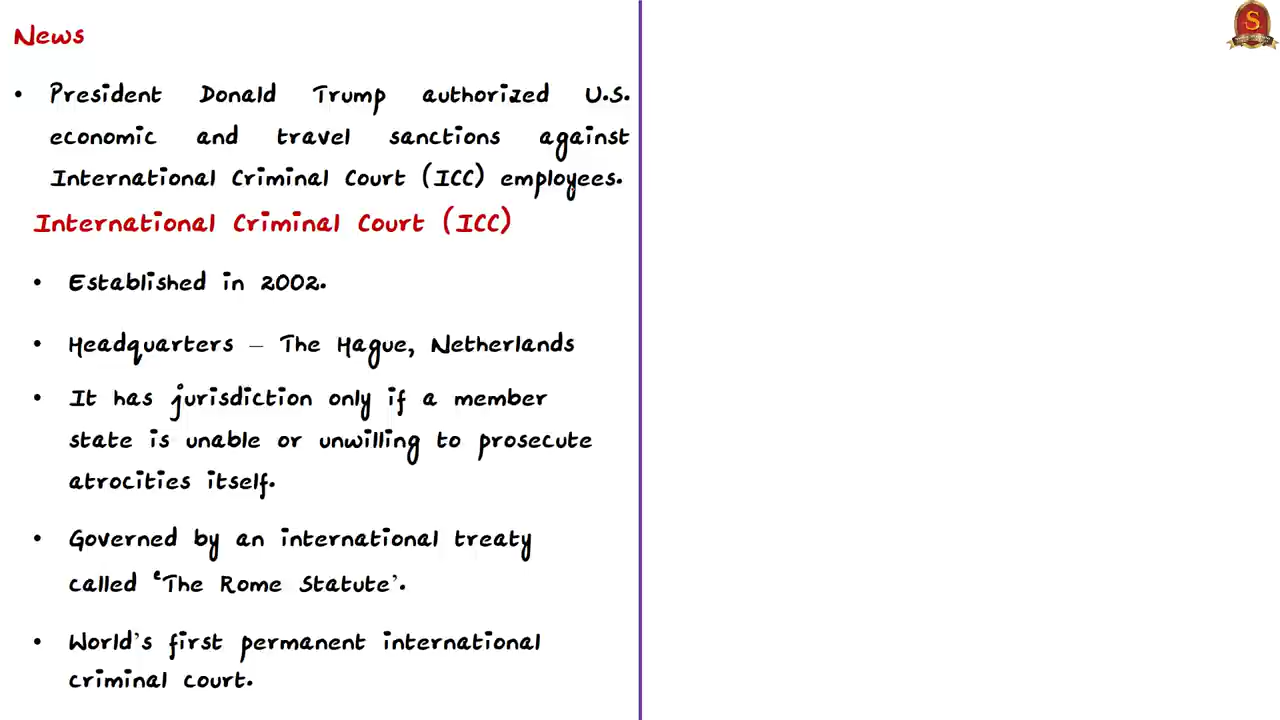 News
• President Donald Trump authorized U.S.
economic and travel sanctions against
International Criminal Court (ICC) employees.
International Criminal Court (ICC)
• Established in 2002.
• Headquarters – The Hague, Netherlands
• It has jurisdiction only if a member
state is unable or unwilling to prosecute
atrocities itself.
• Governed by an international treaty
called ‘The Rome Statute’.
• World’s first permanent international
criminal court.
S